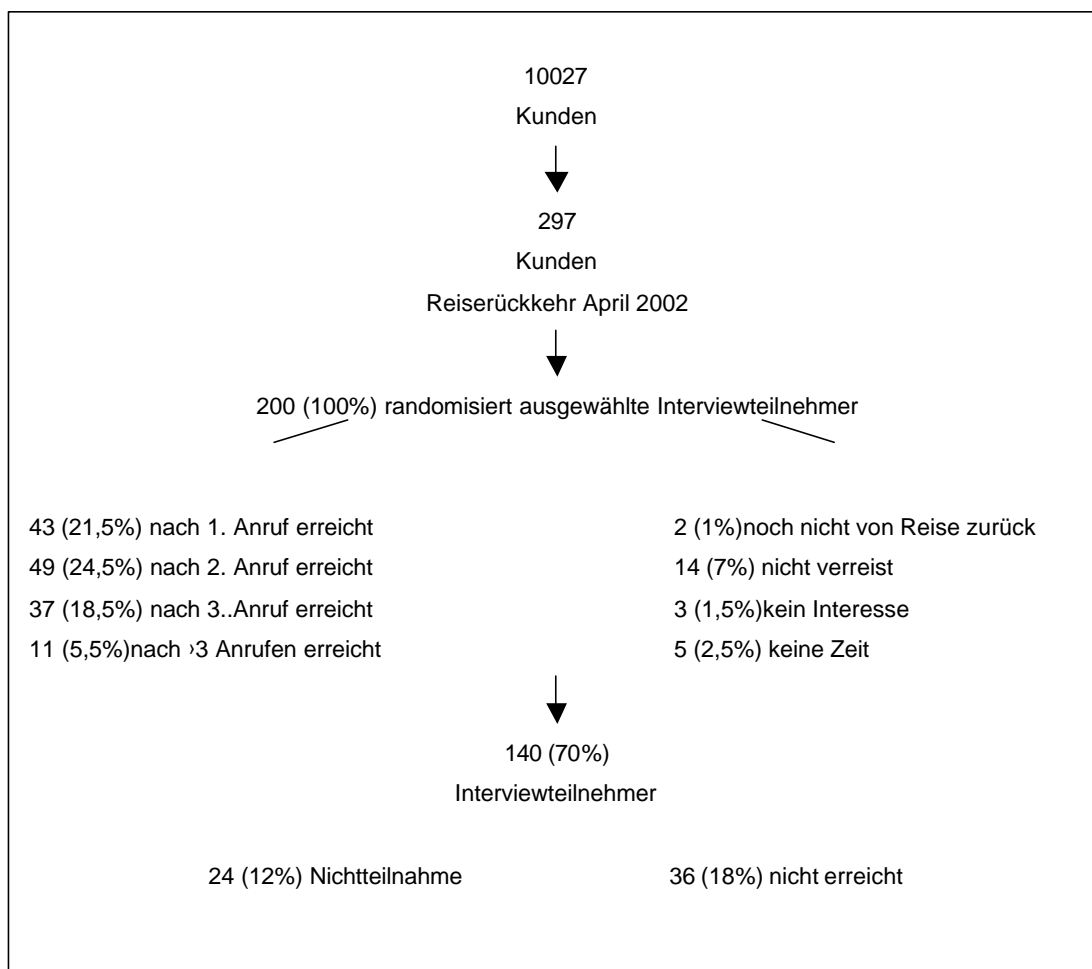 10027
Kunden
297
Kunden
Reiserückkehr April 2002
200 (100%) randomisiert ausgewählte Interviewteilnehmer
43 (21,5%) nach 1. Anruf erreicht
49 (24,5%) nach 2. Anruf erreicht
37 (18,5%) nach 3..Anruf erreicht
11 (5,5%)nach ›3 Anrufen erreicht
2 (1%)noch nicht von Reise zurück
14 (7%) nicht verreist
3 (1,5%)kein Interesse
5 (2,5%) keine Zeit
140 (70%)
Interviewteilnehmer
24 (12%) Nichtteilnahme
36 (18%) nicht erreicht